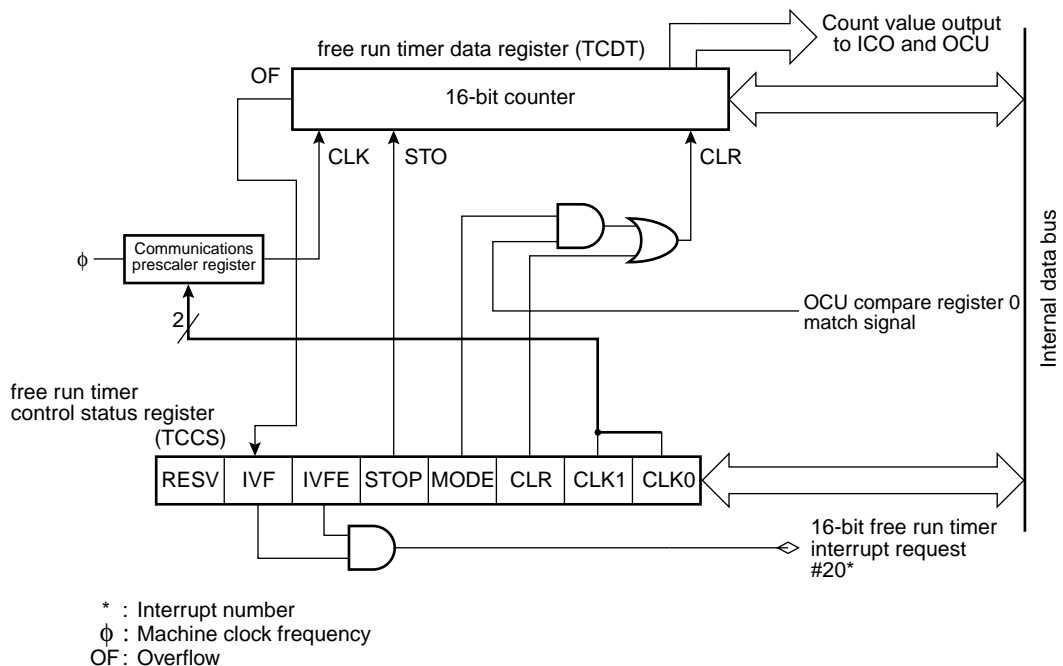 Count value output
to ICO and OCU
free run timer data register (TCDT)
OF
16-bit counter
CLK
STO
CLR
Communications
prescaler register
ϕ
2
OCU compare register 0
match signal
Internal data bus
free run timer
control status register
(TCCS)
RESV IVF IVFE STOP MODE CLR CLK1 CLK0
16-bit free run timer
interrupt request
#20*
* : Interrupt number
ϕ : Machine clock frequency
OF : Overflow